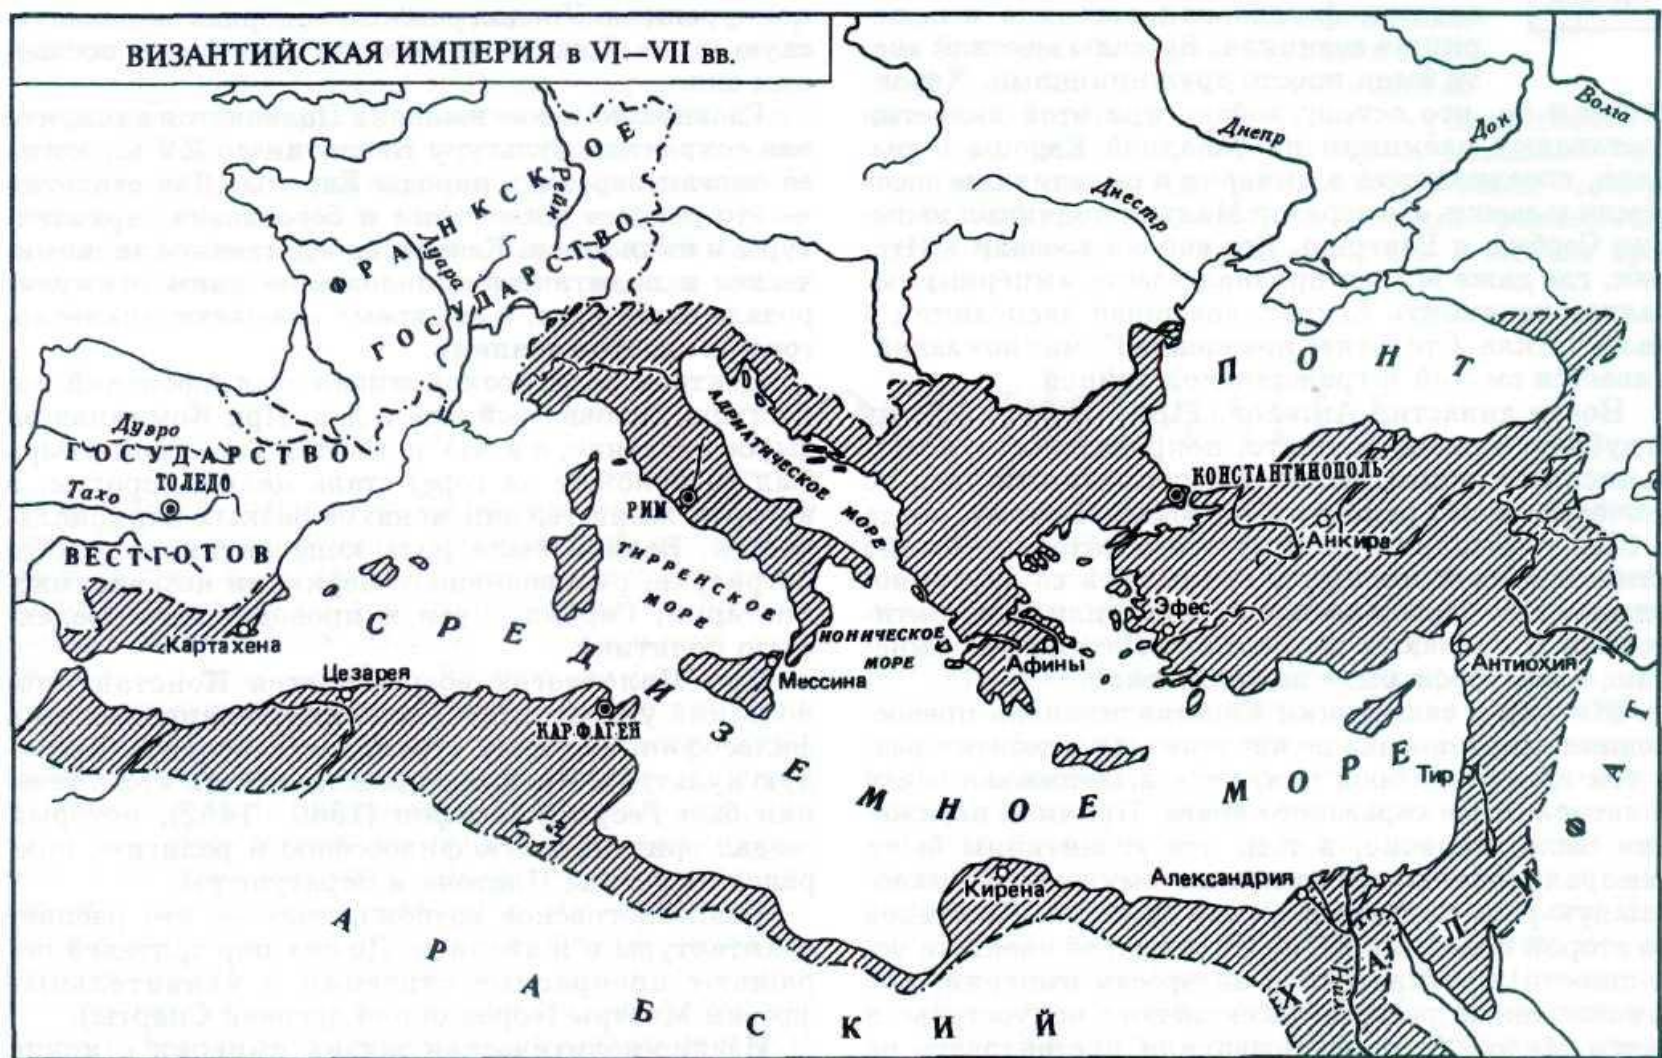 ВИЗАНТИЙСКАЯ ИМПЕРИЯ в VI—VII вв.
Волга
Дон
Днепр
Днестр
ФРАНКСКОЕ
Рейн
Луара
ГОСУДАРСТВО
ПОНТ
Дуэро
ГОСУДАРСТВО
Тахо
ТОЛЕДО
ВЕСТГОТОВ
Картахена
АДРИАТИЧЕСКОЕ
МОРЕ
РИМ
ТИРРЕНСКОЕ
МОРЕ
КОНСТАНТИНОПОЛЬ
Анкира
Эфес
ИОНИЧЕСКОЕ
МОРЕ
Афины
Антиохия
Мессина
Цезарея
КАРФАГЕН
СРЕДИЗЕМНОЕ МОРЕ
Тир
Кирена
Александрия
Нил
АРАБСКИЙ
ХАЛИФАТ